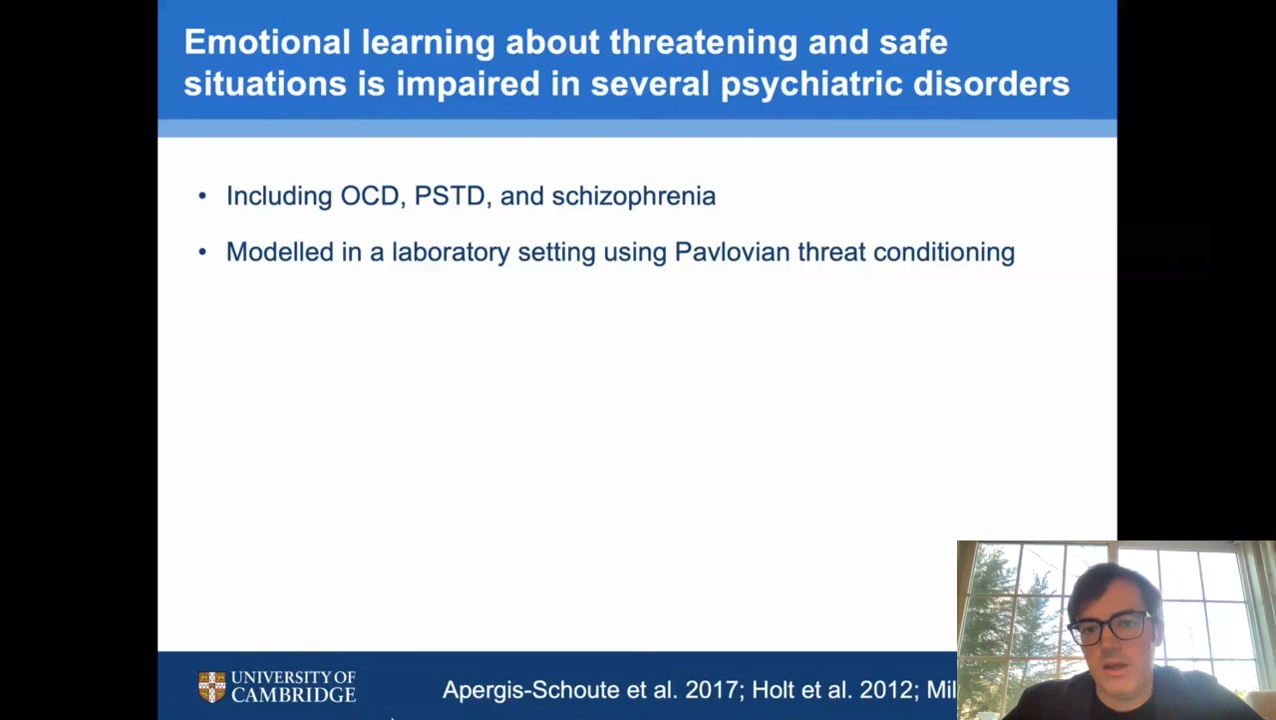 Emotional learning about threatening and safe
situations is impaired in several psychiatric disorders
• Including OCD, PSTD, and schizophrenia
• Modelled in a laboratory setting using Pavlovian threat conditioning
UNIVERSITY OF
CAMBRIDGE
Apergis-Schoute et al. 2017; Holt et al. 2012;